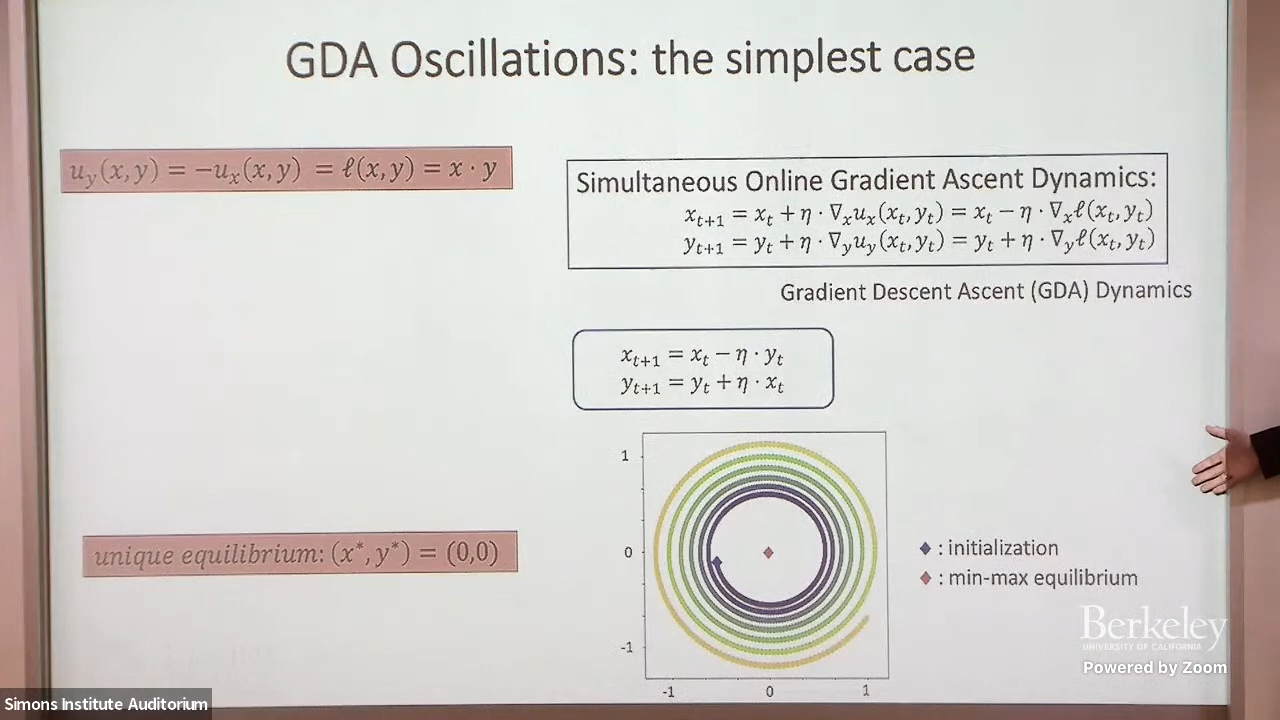 GDA Oscillations: the simplest case
u_y(x,y) = −u_x(x,y) = ℓ(x,y) = x · y
Simultaneous Online Gradient Ascent Dynamics:
x_{t+1} = x_t + η · ∇_x u_x(x_t, y_t) = x_t − η · ∇_x ℓ(x_t, y_t)
y_{t+1} = y_t + η · ∇_y u_y(x_t, y_t) = y_t + η · ∇_y ℓ(x_t, y_t)
Gradient Descent Ascent (GDA) Dynamics
x_{t+1} = x_t − η · y_t
y_{t+1} = y_t + η · x_t
1
0
-1
-1 0 1
unique equilibrium: (x*, y*) = (0,0)
: initialization
: min-max equilibrium
Berkeley
UNIVERSITY OF CALIFORNIA
Powered by Zoom
Simons Institute Auditorium